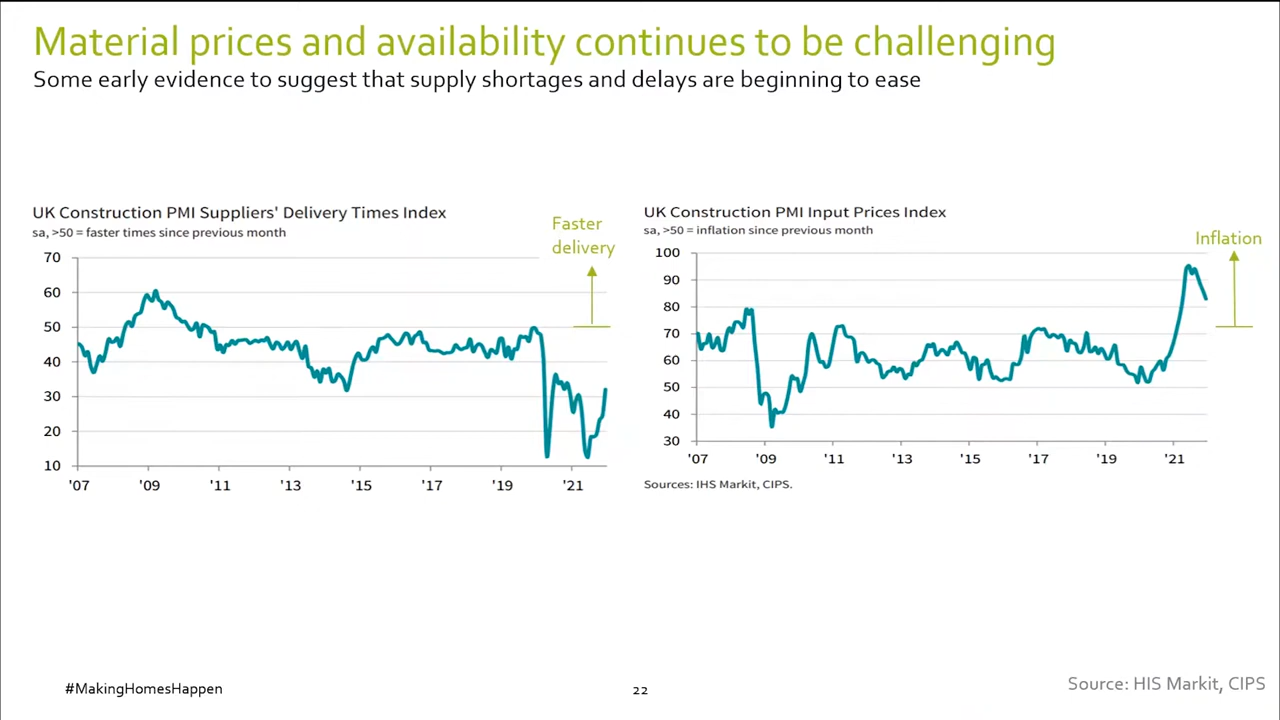 Material prices and availability continues to be challenging
Some early evidence to suggest that supply shortages and delays are beginning to ease
UK Construction PMI Suppliers' Delivery Times Index
sa, >50 = faster times since previous month
Faster
delivery
70
60
50
40
30
20
10
'07
'09
'11
'13
'15
'17
'19
'21
UK Construction PMI Input Prices Index
sa, >50 = inflation since previous month
Inflation
100
90
80
70
60
50
40
30
'07
'09
'11
'13
'15
'17
'19
'21
Sources: IHS Markit, CIPS.
#MakingHomesHappen
22
Source: HIS Markit, CIPS